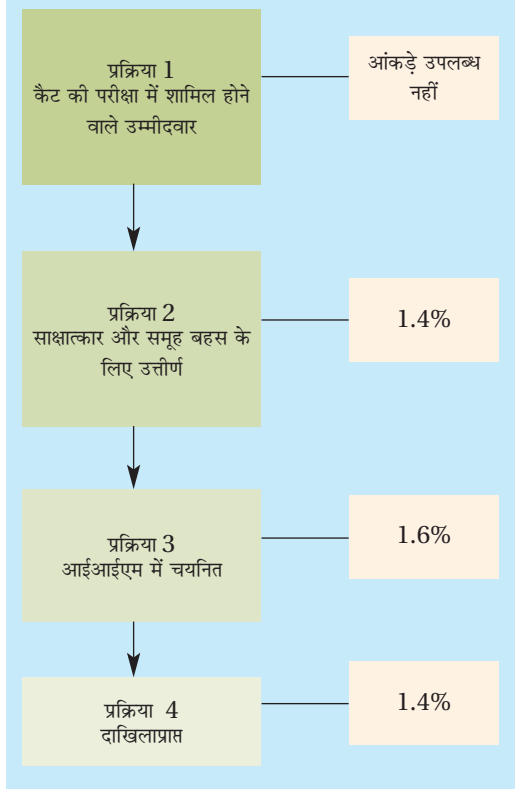 प्रक्रिया 1
कैट की परीक्षा में शामिल होने
वाले उम्मीदवार
आंकड़े उपलब्ध
नहीं
प्रक्रिया 2
साक्षात्कार और समूह बहस के
लिए उत्तीर्ण
1.4%
प्रक्रिया 3
आईआईएम में चयनित
1.6%
प्रक्रिया 4
दाखिलाप्राप्त
1.4%